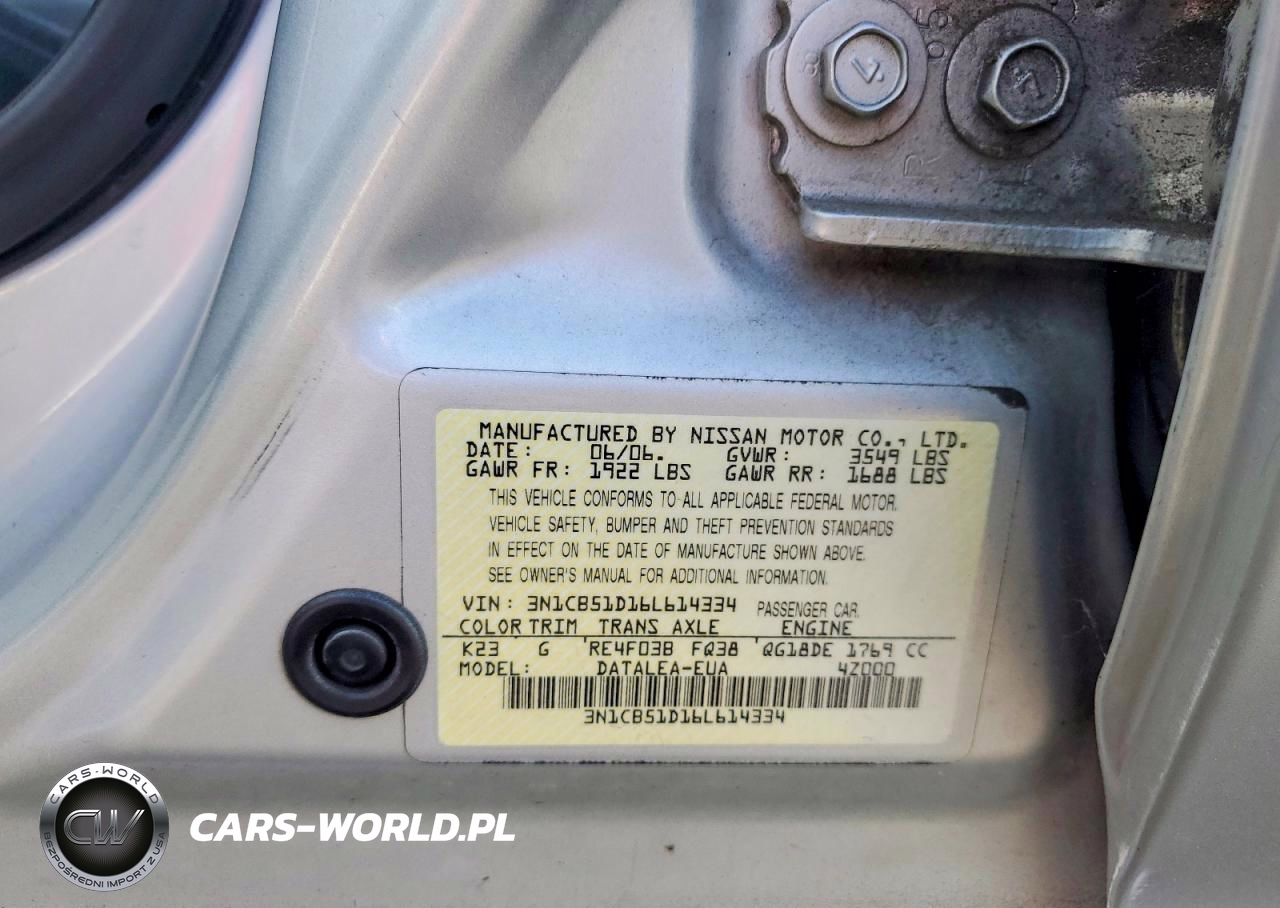 MANUFACTURED BY NISSAN MOTOR CO., LTD.
DATE: 06/06. GVWR: 3549 LBS
GAWR FR: 1922 LBS GAWR RR: 1688 LBS
THIS VEHICLE CONFORMS TO ALL APPLICABLE FEDERAL MOTOR.
VEHICLE SAFETY, BUMPER AND THEFT PREVENTION STANDARDS
IN EFFECT ON THE DATE OF MANUFACTURE SHOWN ABOVE.
SEE OWNER'S MANUAL FOR ADDITIONAL INFORMATION.
VIN: 3N1CB51D16L614334 PASSENGER CAR.
COLOR TRIM TRANS AXLE ENGINE
K23 G RE4F03B FQ38 QG18DE 1769 CC
MODEL: DATALEA-EUA 4Z000
3N1CB51D16L614334
CARS-WORLD
CW
BEZPOŚREDNI IMPORT Z USA
CARS-WORLD.PL